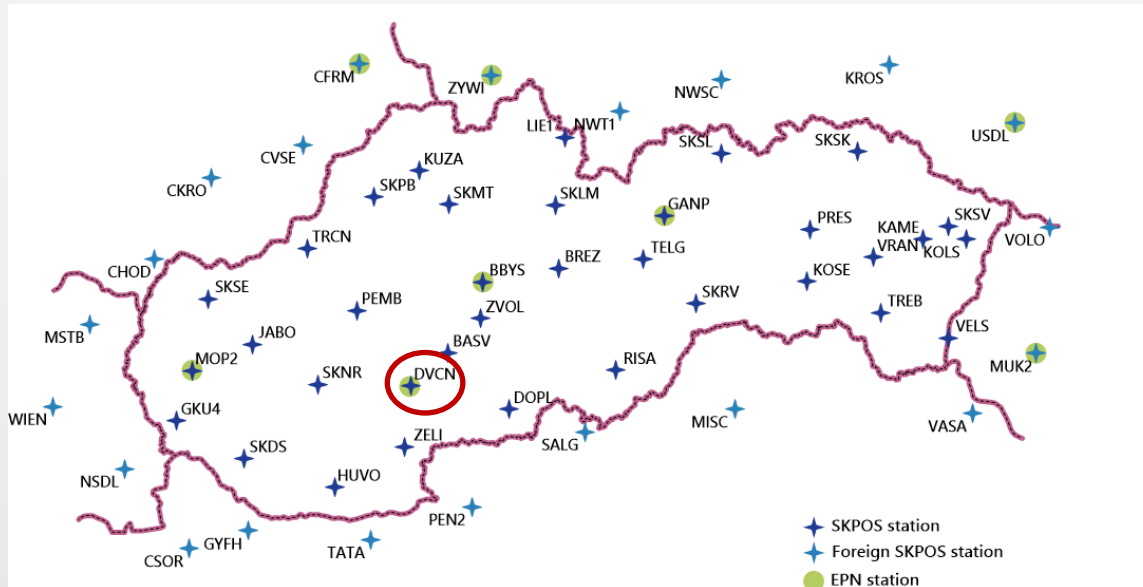 CFRM
ZYWI
NWSC
KROS
LIE1
NWT1
USDL
CVSE
SKSL
SKSK
KUZA
CKRO
SKPB
SKMT
SKLM
GANP
PRES
KAME
SKSV
TRCN
VRAN
KOLS
VOLO
CHOD
BREZ
TELG
BBYS
KOSE
SKSE
PEMB
ZVOL
SKRV
TREB
MSTB
JABO
BASV
VELS
MOP2
SKNR
DVCN
RISA
MUK2
WIEN
GKU4
DOPL
MISC
VASA
ZELI
SALG
SKDS
NSDL
HUVO
PEN2
GYFH
CSOR
TATA
SKPOS station
Foreign SKPOS station
EPN station